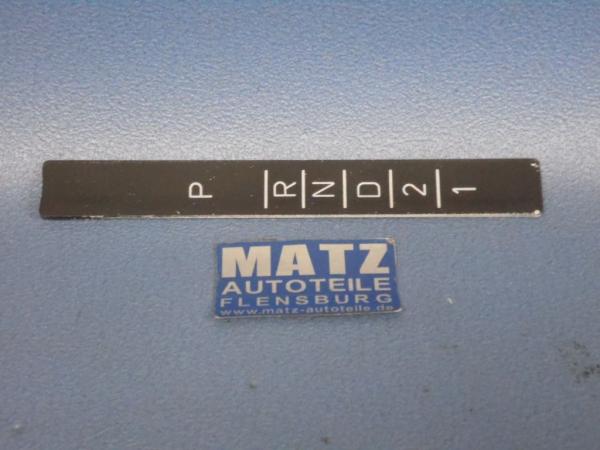 P R N D 2 1
MATZ
AUTOTEILE
FLENSBURG
www.matz-autoteile.de